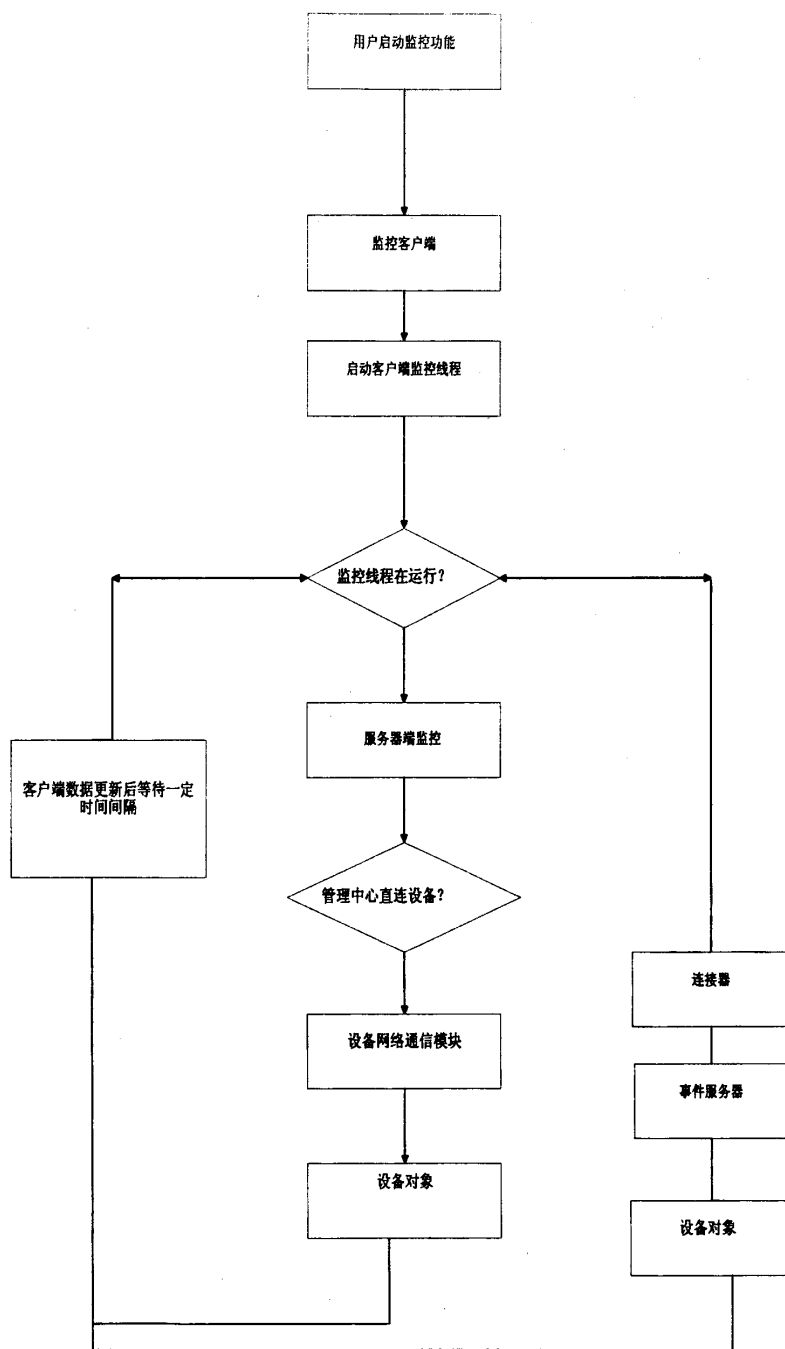 用户启动监控功能
监控客户端
启动客户端监控线程
监控线程在运行?
服务器端监控
客户端数据更新后等待一定
时间间隔
管理中心直连设备?
连接器
设备网络通信模块
事件服务器
设备对象
设备对象